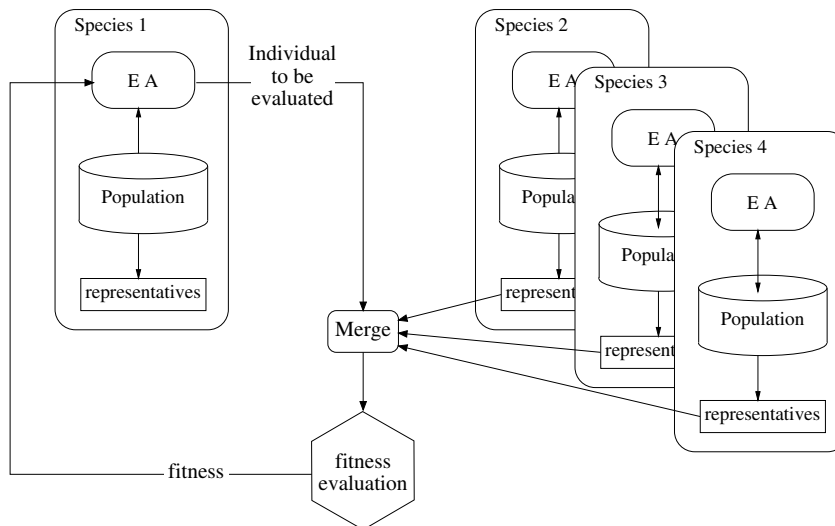 Species 1
E A
Population
representatives
Individual
to be
evaluated
Species 2
E A
Popula
represent
Species 3
E A
Popula
represent
Species 4
E A
Population
representatives
Merge
fitness
evaluation
fitness